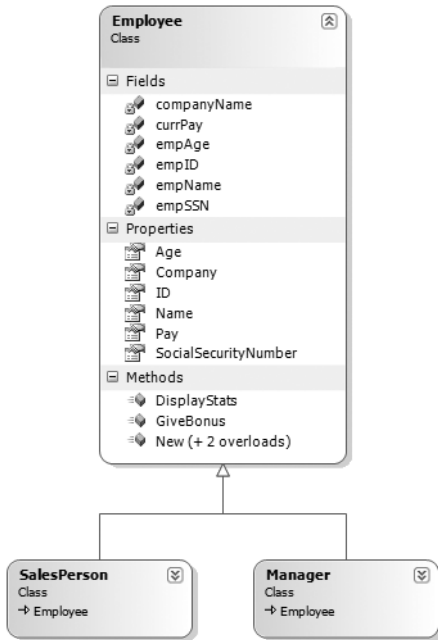 Employee
Class
Fields
companyName
currPay
empAge
empID
empName
empSSN
Properties
Age
Company
ID
Name
Pay
SocialSecurityNumber
Methods
DisplayStats
GiveBonus
New (+ 2 overloads)
SalesPerson
Class
Employee
Manager
Class
Employee